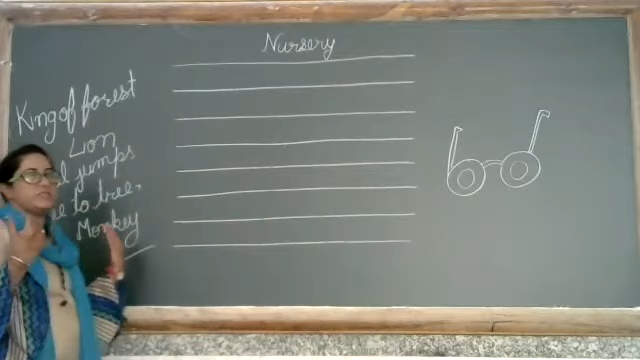 Nursery
King of forest
Lion
jumps
to tree.
Monkey